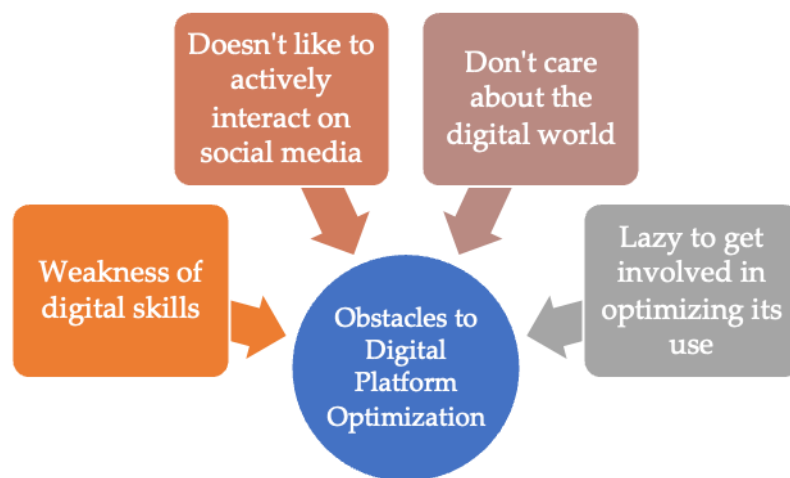 Doesn't like to
actively
interact on
social media
Don't care
about the
digital world
Weakness of
digital skills
Lazy to get
involved in
optimizing its
use
Obstacles to
Digital
Platform
Optimization